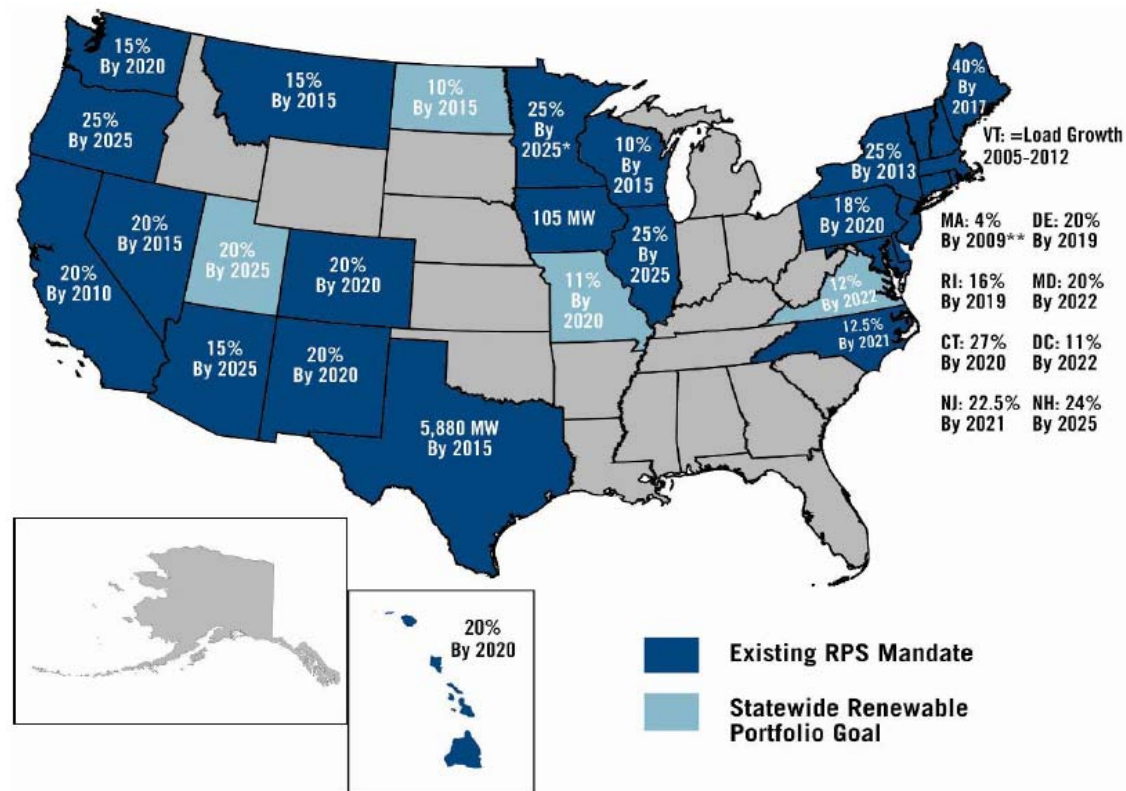 15%
By 2020
15%
By 2015
10%
By 2015
25%
By
2025*
10%
By
2015
40%
By
2017
25%
By 2025
VT: =Load Growth
2005-2012
25%
By 2013
18%
By 2020
20%
By 2015
20%
By 2025
20%
By 2020
105 MW
25%
By
2025
20%
By 2010
11%
By
2020
12%
By 2022
12.5%
By 2021
15%
By 2025
20%
By 2020
5,880 MW
By 2015
MA: 4%
By 2009**
DE: 20%
By 2019
RI: 16%
By 2019
MD: 20%
By 2022
CT: 27%
By 2020
DC: 11%
By 2022
NJ: 22.5%
By 2021
NH: 24%
By 2025
20%
By 2020
Existing RPS Mandate
Statewide Renewable
Portfolio Goal